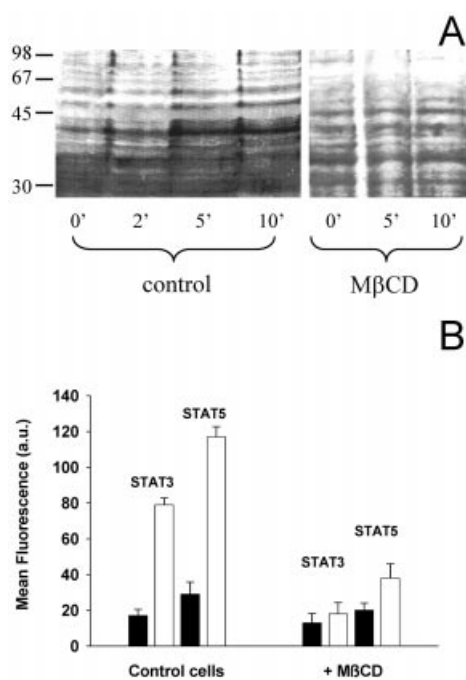 A
98
67
45
30
0' 2' 5' 10' 0' 5' 10'
control MβCD
B
140
120
100
80
60
40
20
0
Mean Fluorescence (a.u.)
STAT3
STAT5
STAT3
STAT5
Control cells + MβCD